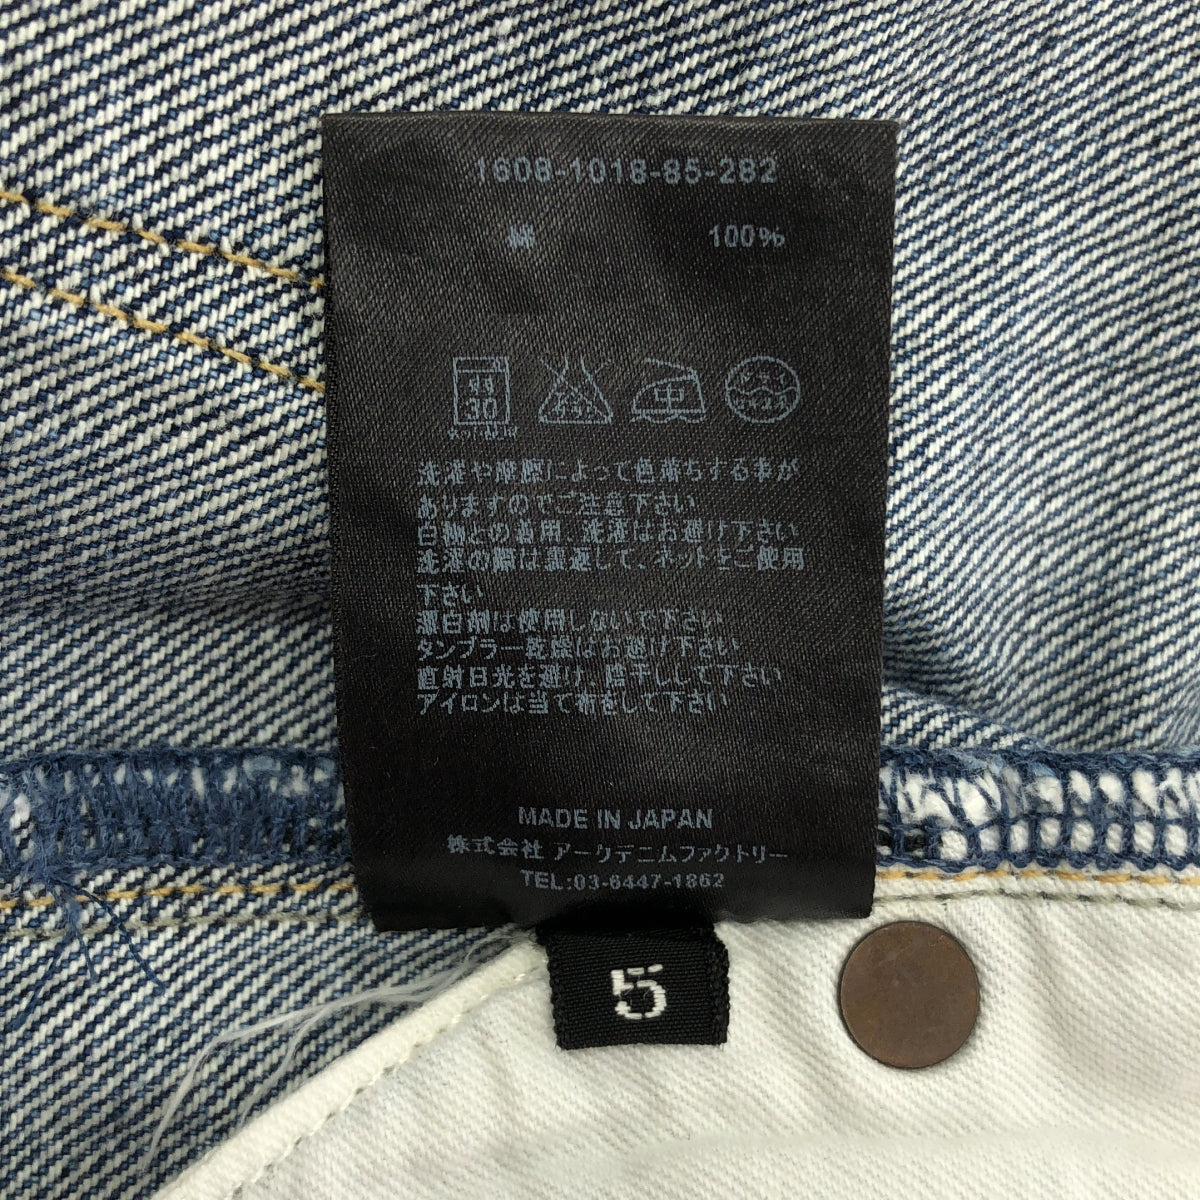 1608-1018-85-282
綿 100%
30
洗濯や摩擦によって色落ちする事が
ありますのでご注意下さい
白物との着用、洗濯はお避け下さい
洗濯の際は裏返して、ネットをご使用
下さい
漂白剤は使用しないで下さい
タンブラー乾燥はお避け下さい
直射日光を避け、陰干しして下さい
アイロンは当て布をして下さい
MADE IN JAPAN
株式会社 アークデニムファクトリー
TEL:03-6447-1862
5